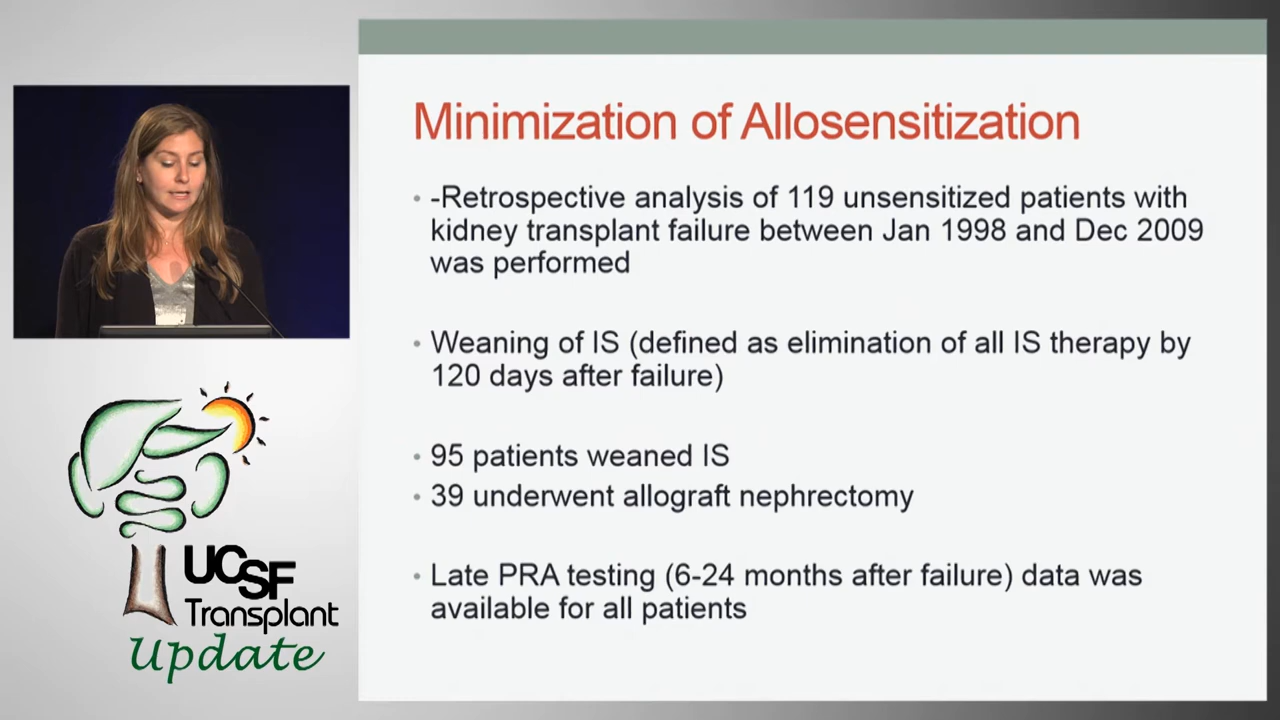 Minimization of Allosensitization
• -Retrospective analysis of 119 unsensitized patients with
kidney transplant failure between Jan 1998 and Dec 2009
was performed
• Weaning of IS (defined as elimination of all IS therapy by
120 days after failure)
• 95 patients weaned IS
• 39 underwent allograft nephrectomy
• Late PRA testing (6-24 months after failure) data was
available for all patients
UCSF
Transplant
Update